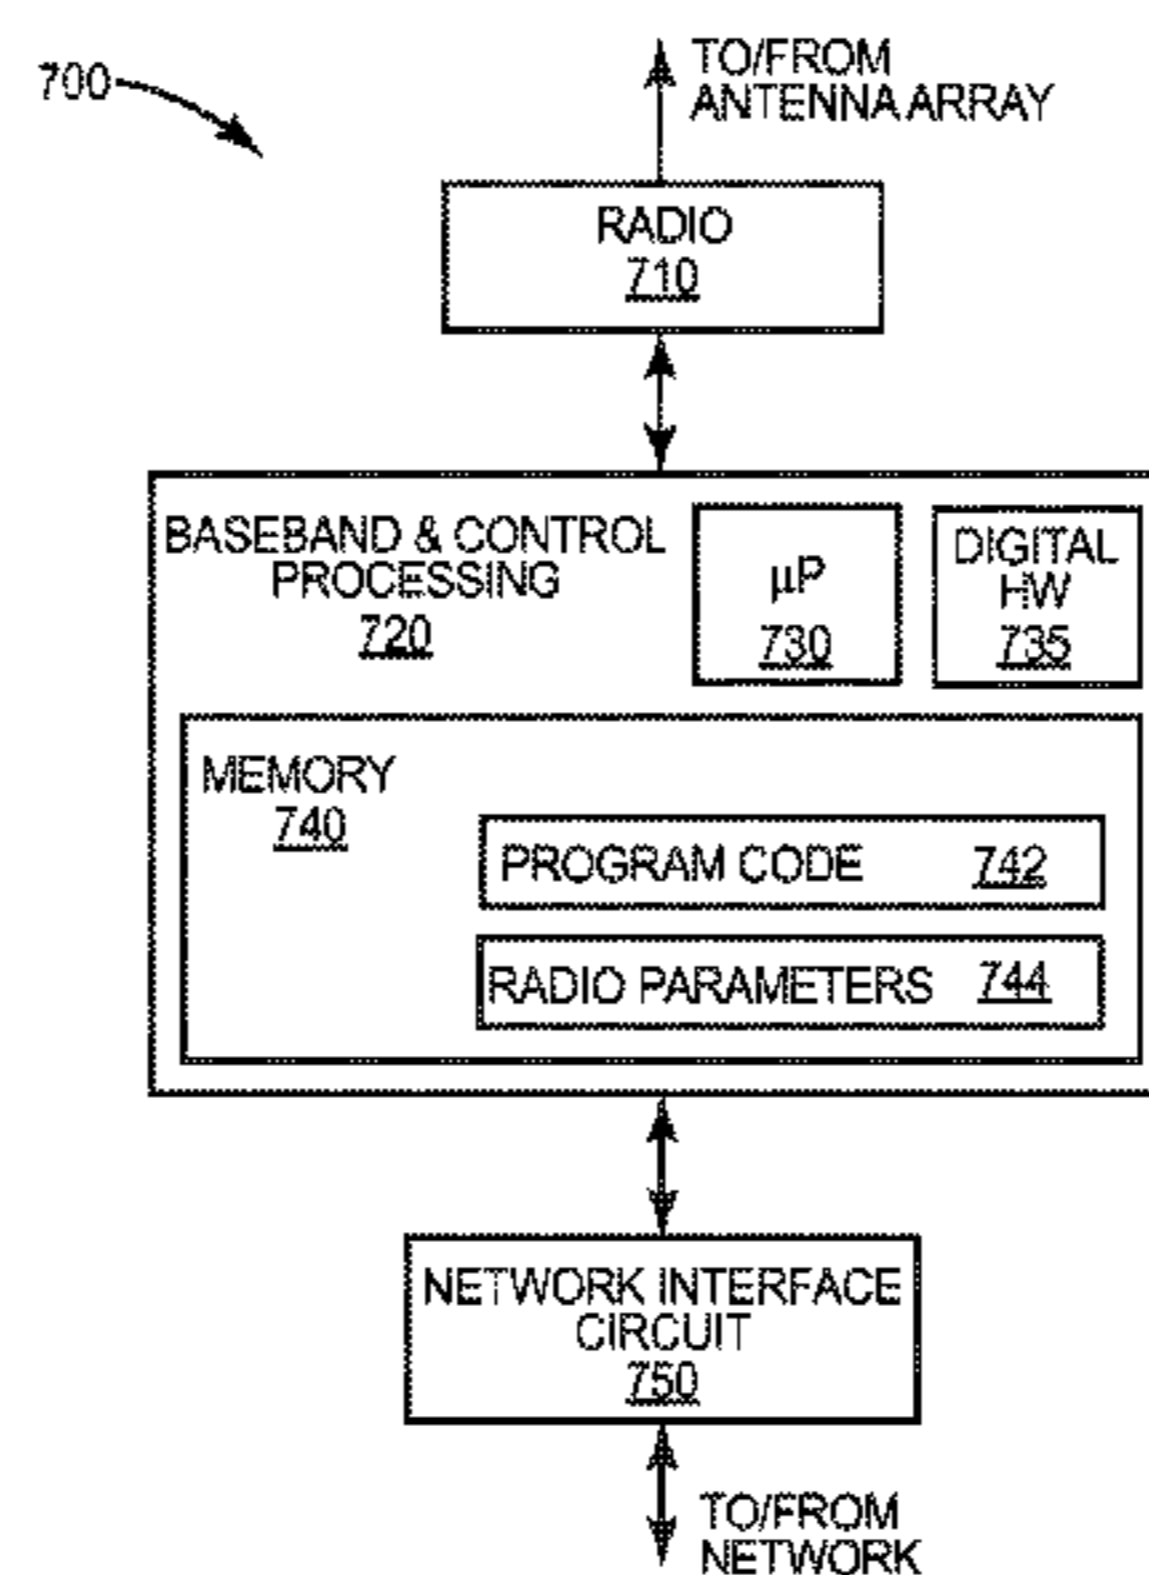 700
TO/FROM
ANTENNA ARRAY
RADIO
710
BASEBAND & CONTROL
PROCESSING
720
µP
730
DIGITAL
HW
735
MEMORY
740
PROGRAM CODE 742
RADIO PARAMETERS 744
NETWORK INTERFACE
CIRCUIT
750
TO/FROM
NETWORK